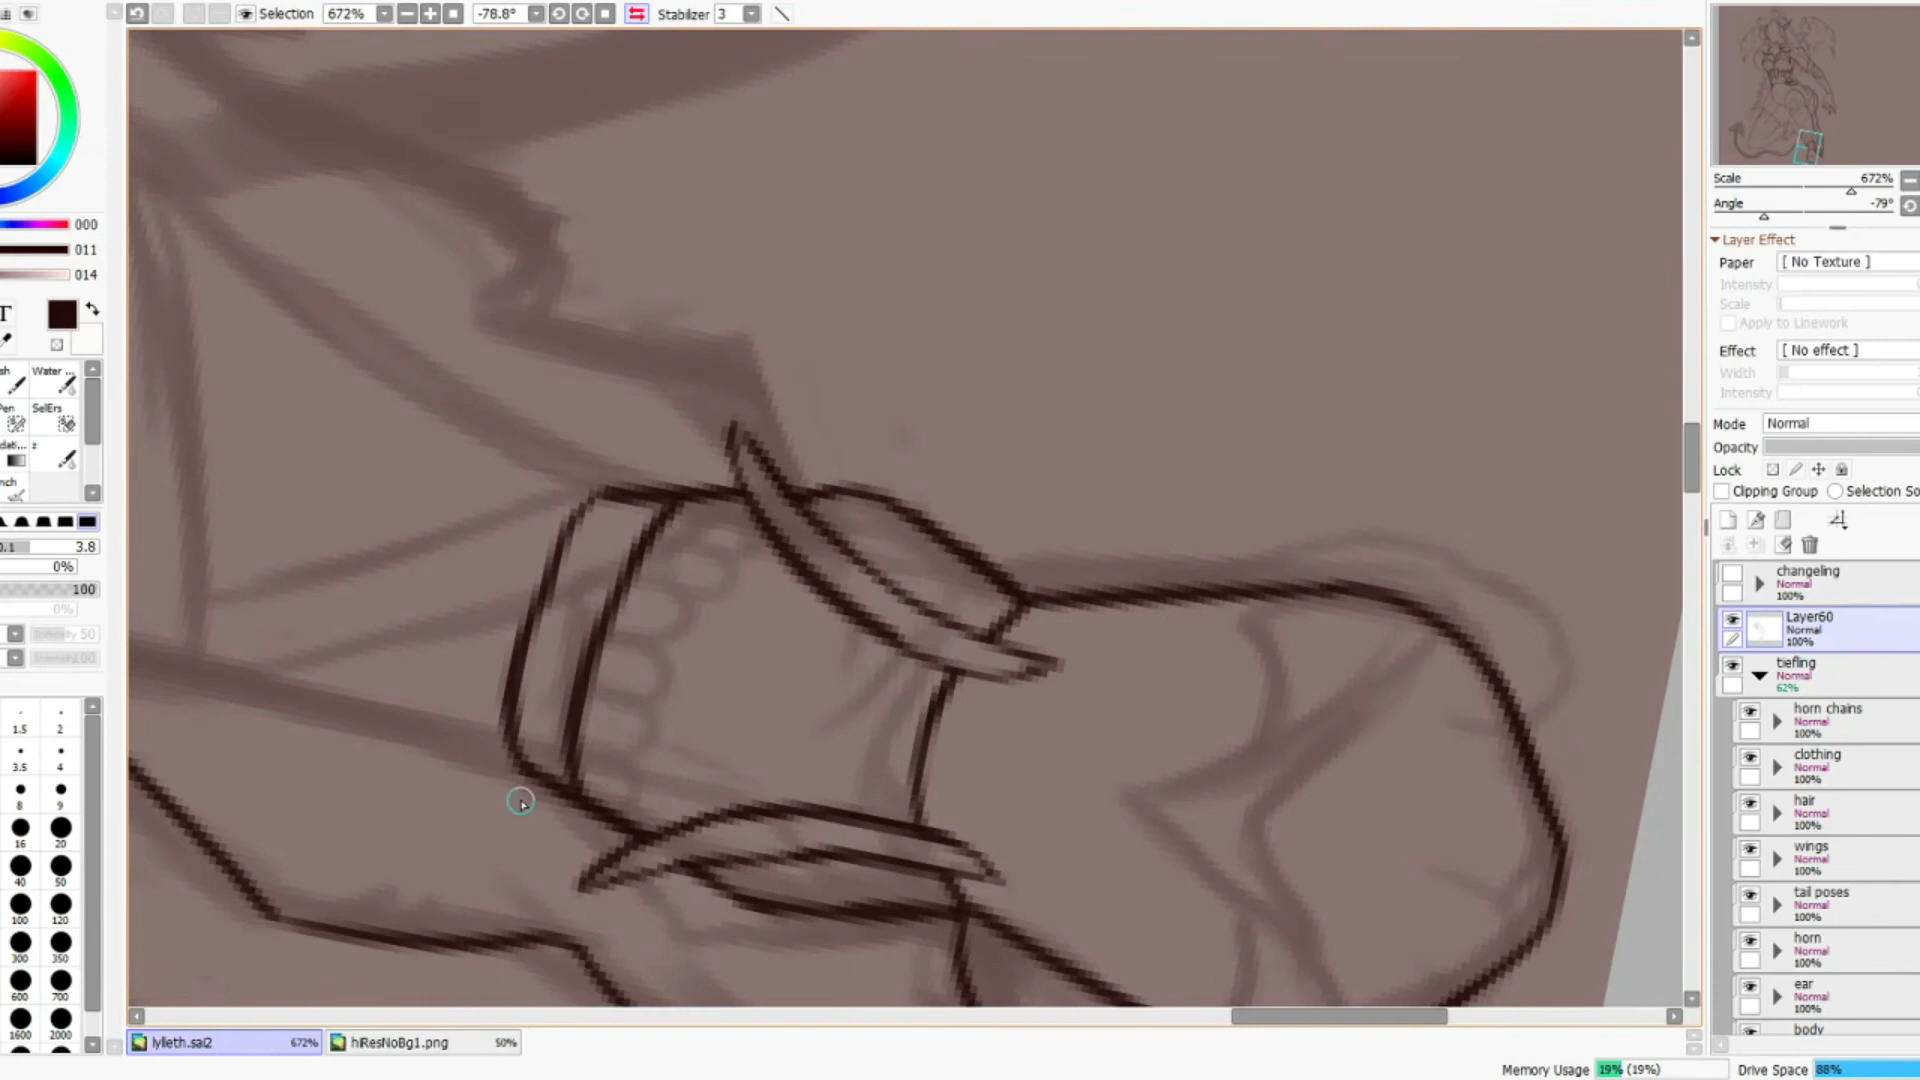 Selection 672% -78.8° Stabilizer 3
000
011
014
T
sh Water ...
Pen SelErs
dati... z
nch
0.1 3.8
0%
100
0%
Intensity 50
100
1.5 2
3.5 4
8 9
16 20
40 50
100 120
300 350
600 700
1600 2000
Scale 672%
Angle -79°
Layer Effect
Paper [ No Texture ]
Intensity
Scale
Apply to Linework
Effect [ No effect ]
Width
Intensity
Mode Normal
Opacity
Lock
Clipping Group Selection So
changeling
Normal
100%
Layer60
Normal
100%
tiefling
Normal
62%
horn chains
Normal
100%
clothing
Normal
100%
hair
Normal
100%
wings
Normal
100%
tail poses
Normal
100%
horn
Normal
100%
ear
Normal
100%
body
lylieth.sai2 672% hiResNoBg1.png 50%
Memory Usage 19% (19%) Drive Space 88%